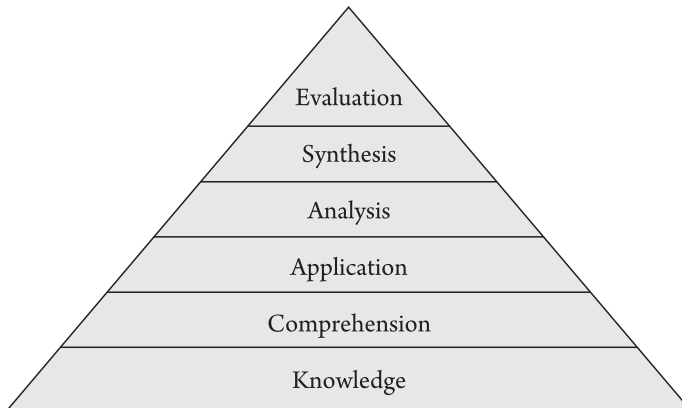 Evaluation
Synthesis
Analysis
Application
Comprehension
Knowledge